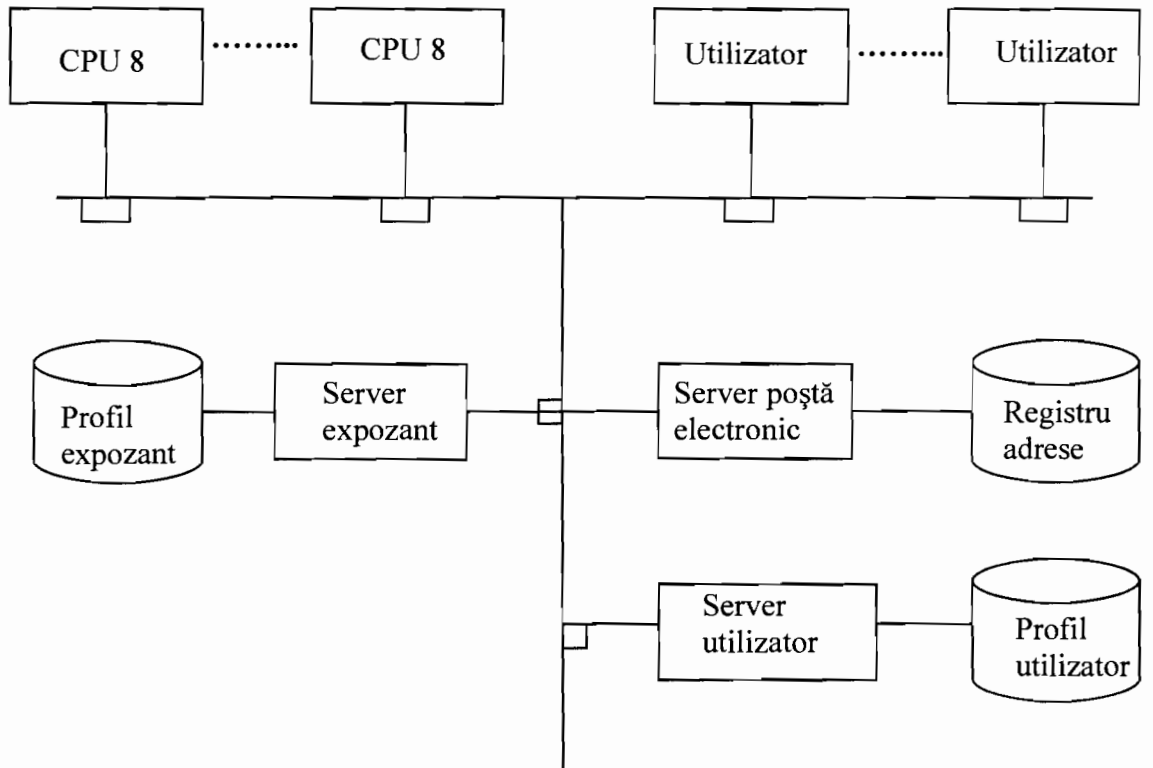 CPU 8 ......... CPU 8 Utilizator ......... Utilizator
Profil
expozant
Server
expozant
Server poştă
electronic
Registru
adrese
Server
utilizator
Profil
utilizator